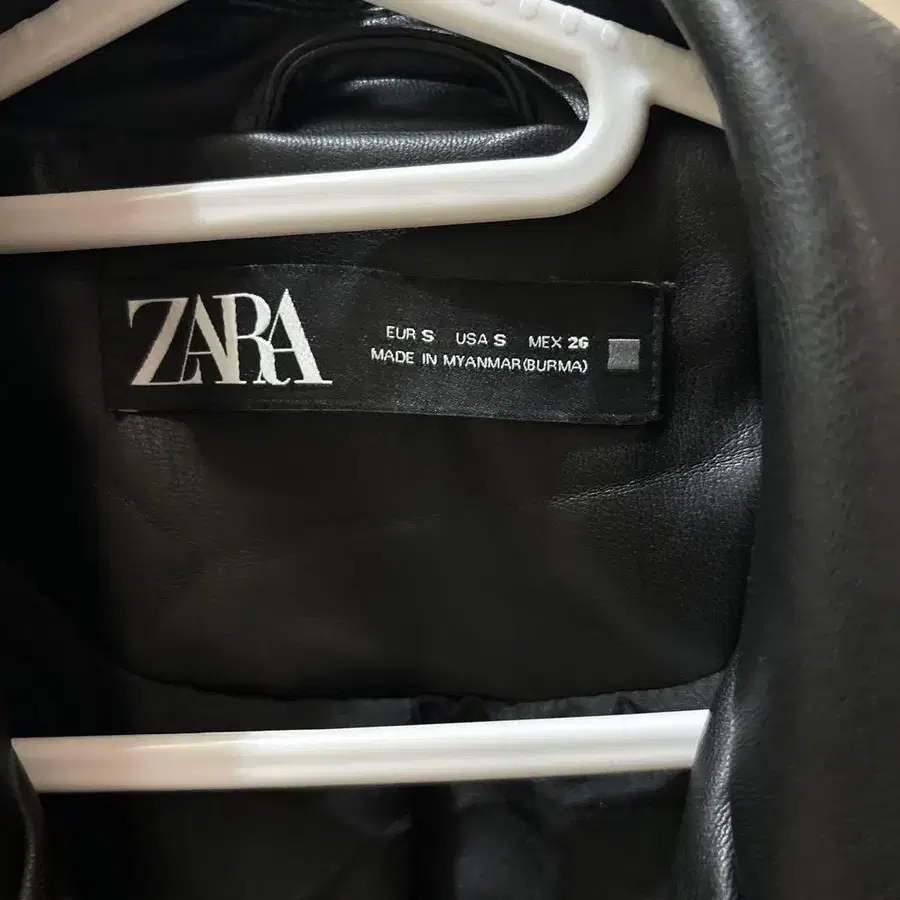 ZARA
EUR S USA S MEX 26
MADE IN MYANMAR(BURMA)